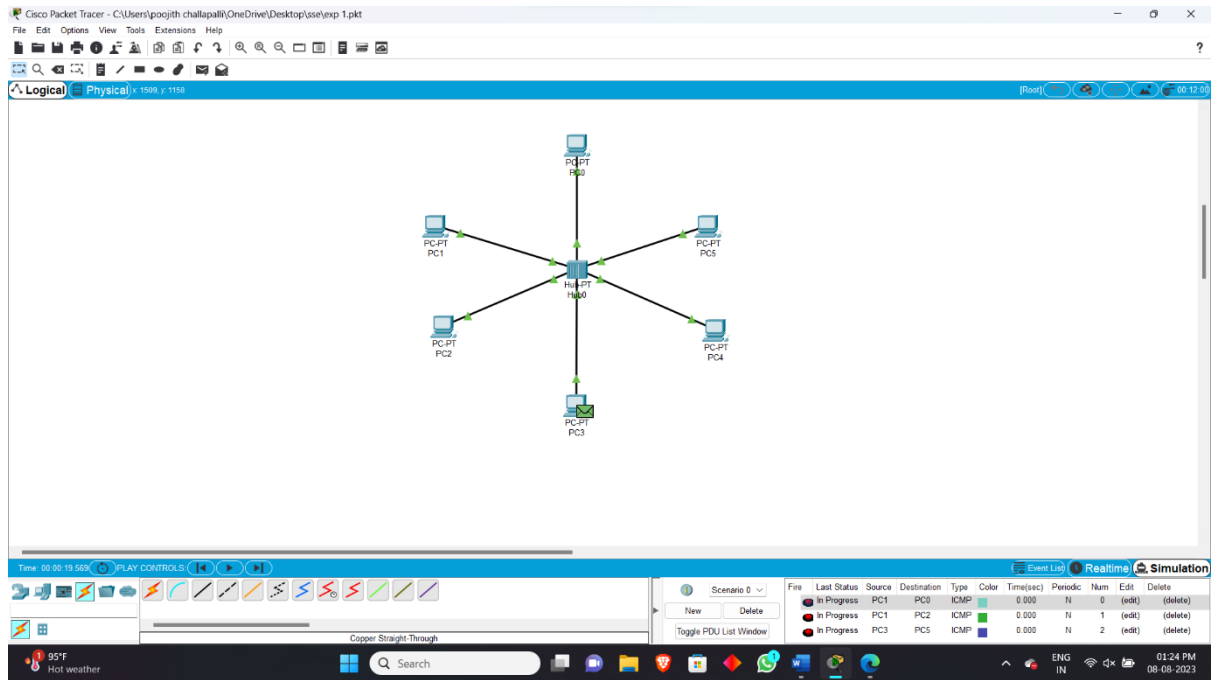 Cisco Packet Tracer - C:\Users\poojith challapalli\OneDrive\Desktop\sse\exp 1.pkt
File Edit Options View Tools Extensions Help
?
Logical Physical x: 1509, y: 1150 [Root] 00:12:00
PC-PT
PC0
PC-PT
PC1
PC-PT
PC5
Hub-PT
Hub0
PC-PT
PC2
PC-PT
PC4
PC-PT
PC3
Time: 00:00:19.569 PLAY CONTROLS: Event List Realtime Simulation
Scenario 0
New Delete
Toggle PDU List Window
Copper Straight-Through
Fire Last Status Source Destination Type Color Time(sec) Periodic Num Edit Delete
In Progress PC1 PC0 ICMP 0.000 N 0 (edit) (delete)
In Progress PC1 PC2 ICMP 0.000 N 1 (edit) (delete)
In Progress PC3 PC5 ICMP 0.000 N 2 (edit) (delete)
1
95°F
Hot weather
Search
1
ENG
IN
01:24 PM
08-08-2023